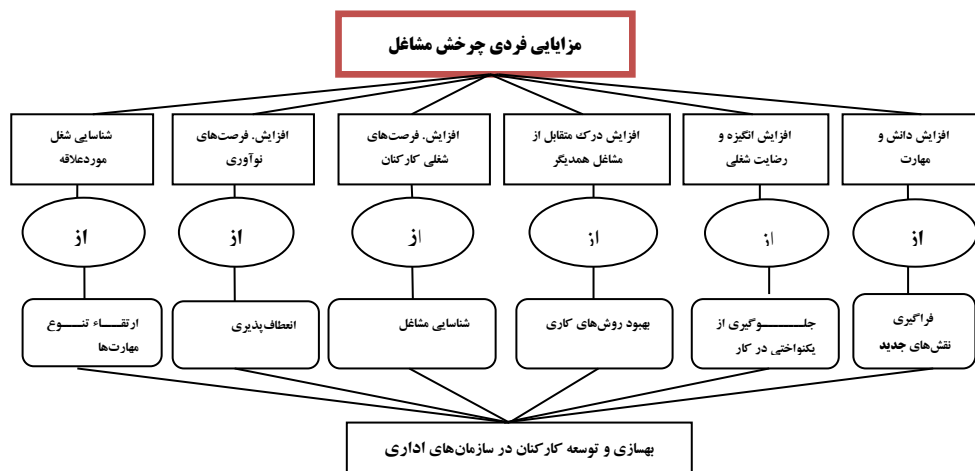 مزایایی فردی چرخش مشاغل
افزایش دانش و
مهارت
افزایش انگیزه و
رضایت شغلی
افزایش درک متقابل از
مشاغل همدیگر
افزایش. فرصت‌های
شغلی کارکنان
افزایش. فرصت‌های
نوآوری
شناسایی شغل
موردعلاقه
از
از
از
از
از
از
فراگیری
نقش‌های جدید
جلـــــــوگیری از
یکنواختی در کار
بهبود روش‌های کاری
شناسایی مشاغل
انعطاف‌پذیری
ارتقـــاء تنـــوع
مهارت‌ها
بهسازی و توسعه کارکنان در سازمان‌های اداری